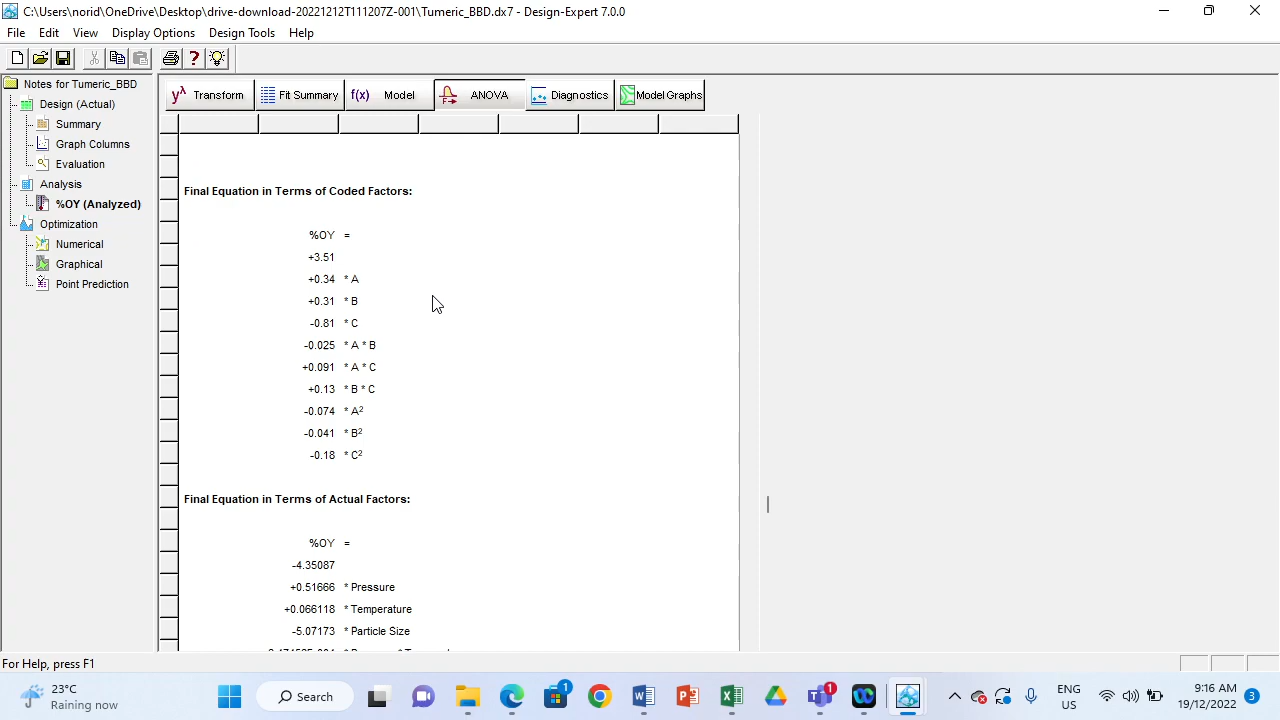 C:\Users\norid\OneDrive\Desktop\drive-download-20221212T111207Z-001\Tumeric_BBD.dx7 - Design-Expert 7.0.0
File Edit View Display Options Design Tools Help
Notes for Tumeric_BBD
Design (Actual)
Summary
Graph Columns
Evaluation
Analysis
%OY (Analyzed)
Optimization
Numerical
Graphical
Point Prediction
Transform Fit Summary f(x) Model ANOVA Diagnostics Model Graphs
Final Equation in Terms of Coded Factors:
%OY =
+3.51
+0.34 * A
+0.31 * B
-0.81 * C
-0.025 * A * B
+0.091 * A * C
+0.13 * B * C
-0.074 * A²
-0.041 * B²
-0.18 * C²
Final Equation in Terms of Actual Factors:
%OY =
-4.35087
+0.51666 * Pressure
+0.066118 * Temperature
-5.07173 * Particle Size
For Help, press F1
23°C
Raining now
Search
1
1
ENG
US
9:16 AM
19/12/2022
3